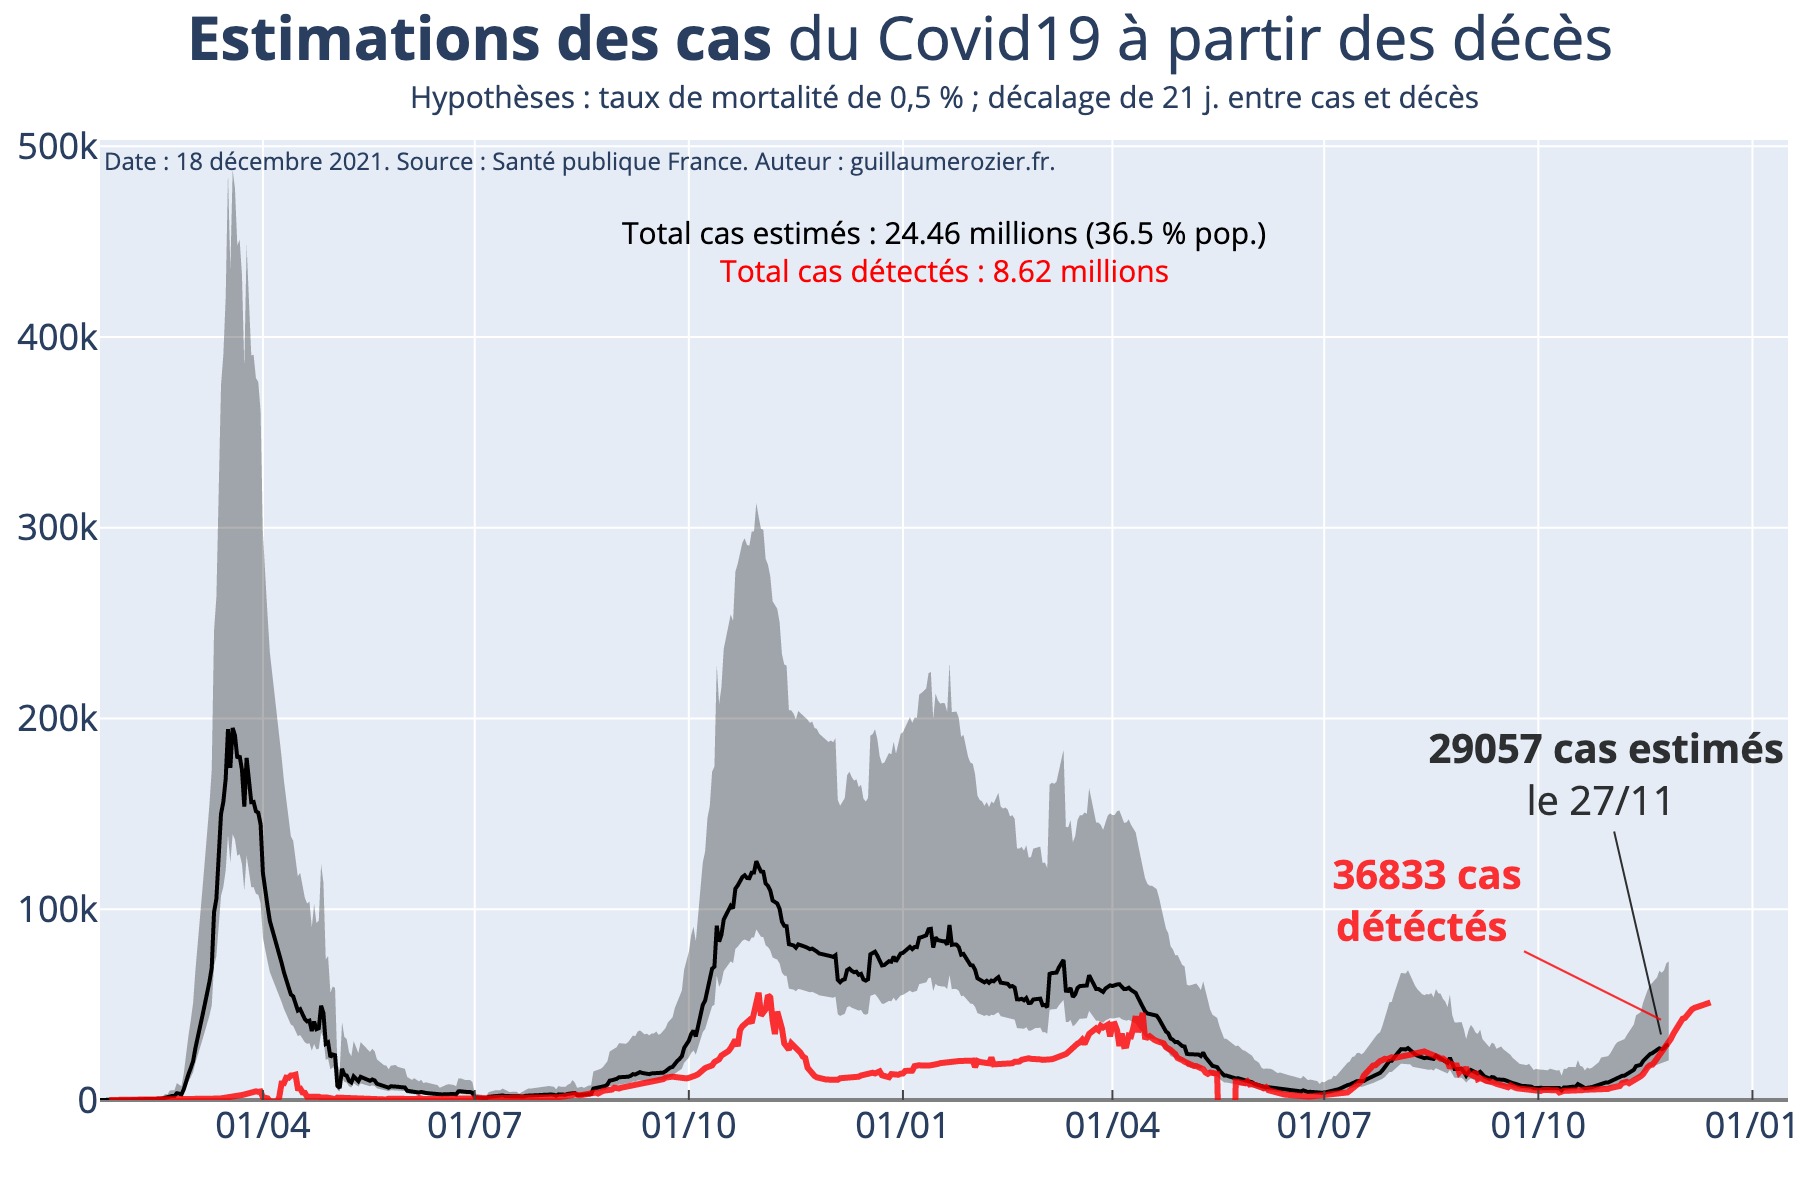 Estimations des cas du Covid19 à partir des décès
Hypothèses : taux de mortalité de 0,5 % ; décalage de 21 j. entre cas et décès
500k
Date : 18 décembre 2021. Source : Santé publique France. Auteur : guillaumerozier.fr.
Total cas estimés : 24.46 millions (36.5 % pop.)
Total cas détectés : 8.62 millions
400k
300k
200k
29057 cas estimés
le 27/11
36833 cas
détéctés
100k
0
01/04 01/07 01/10 01/01 01/04 01/07 01/10 01/01